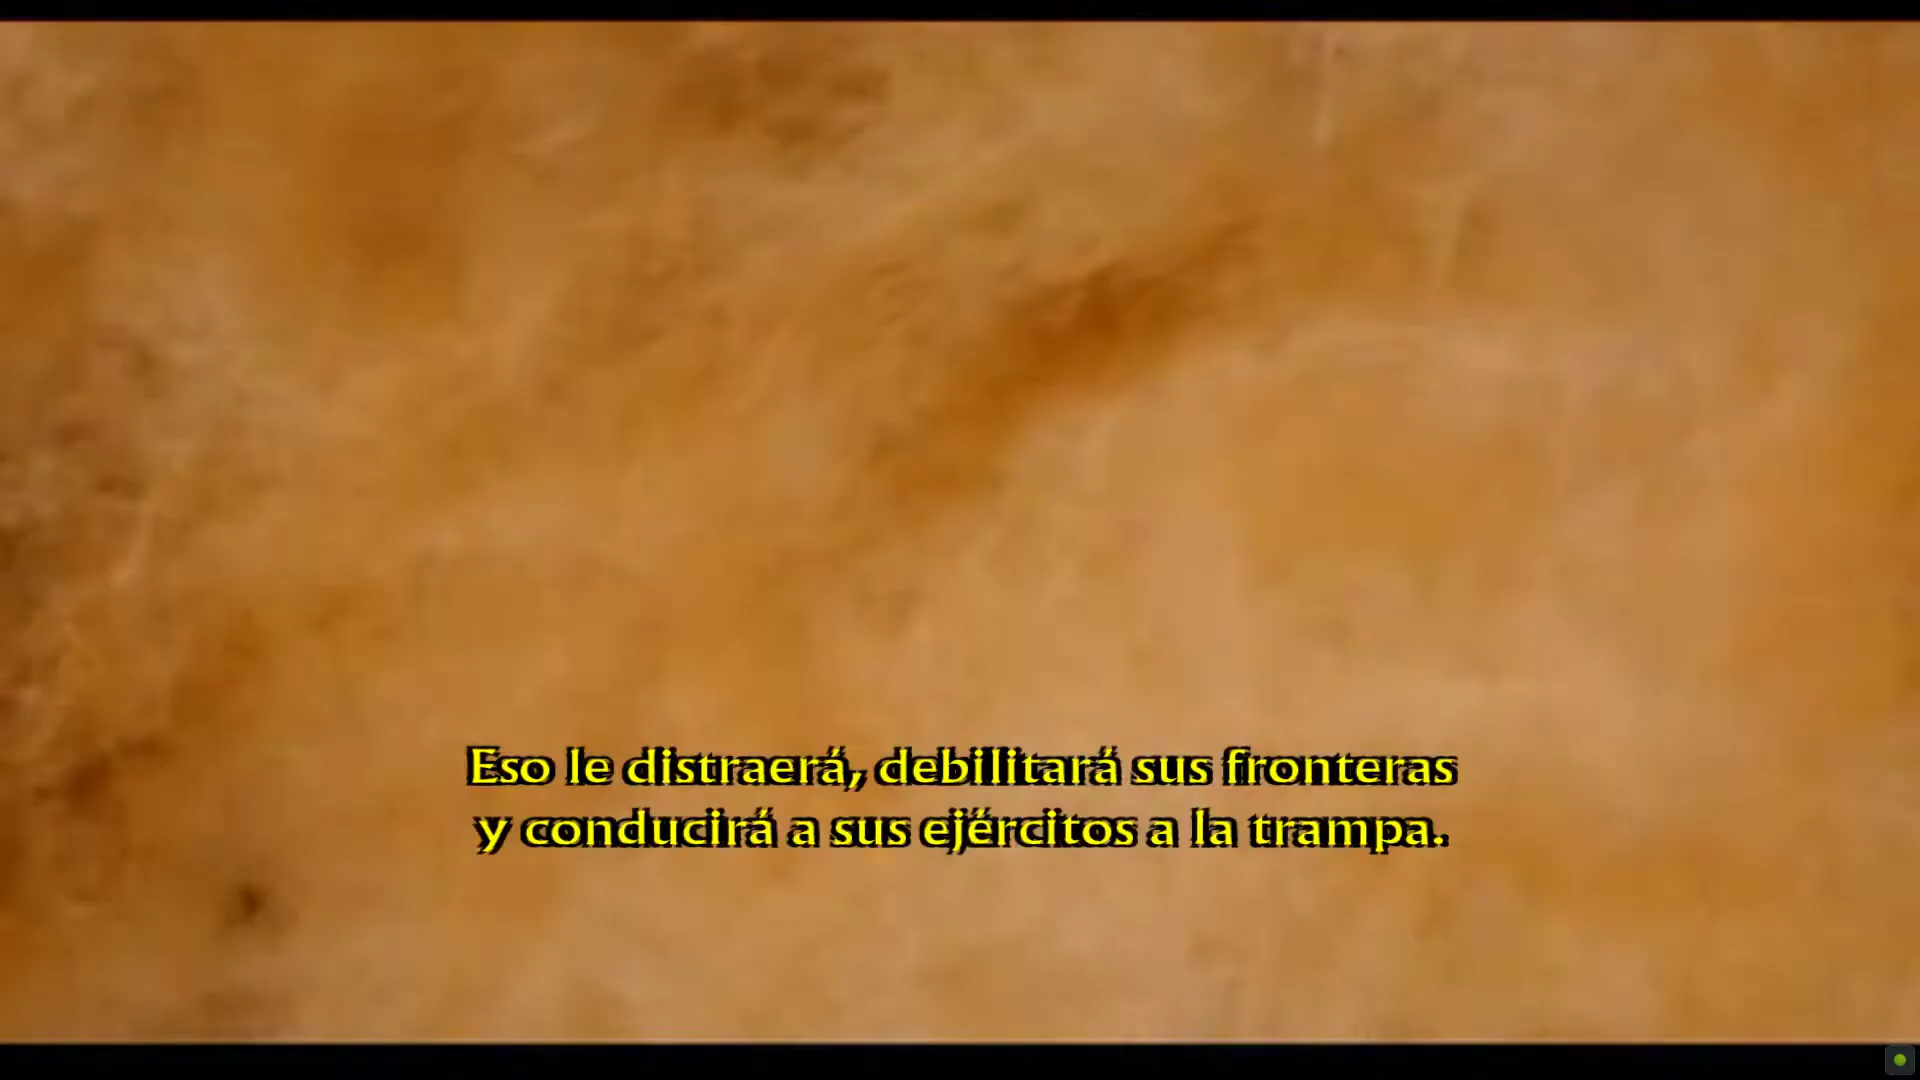 Eso le distraerá, debilitará sus fronteras
y conducirá a sus ejércitos a la trampa.